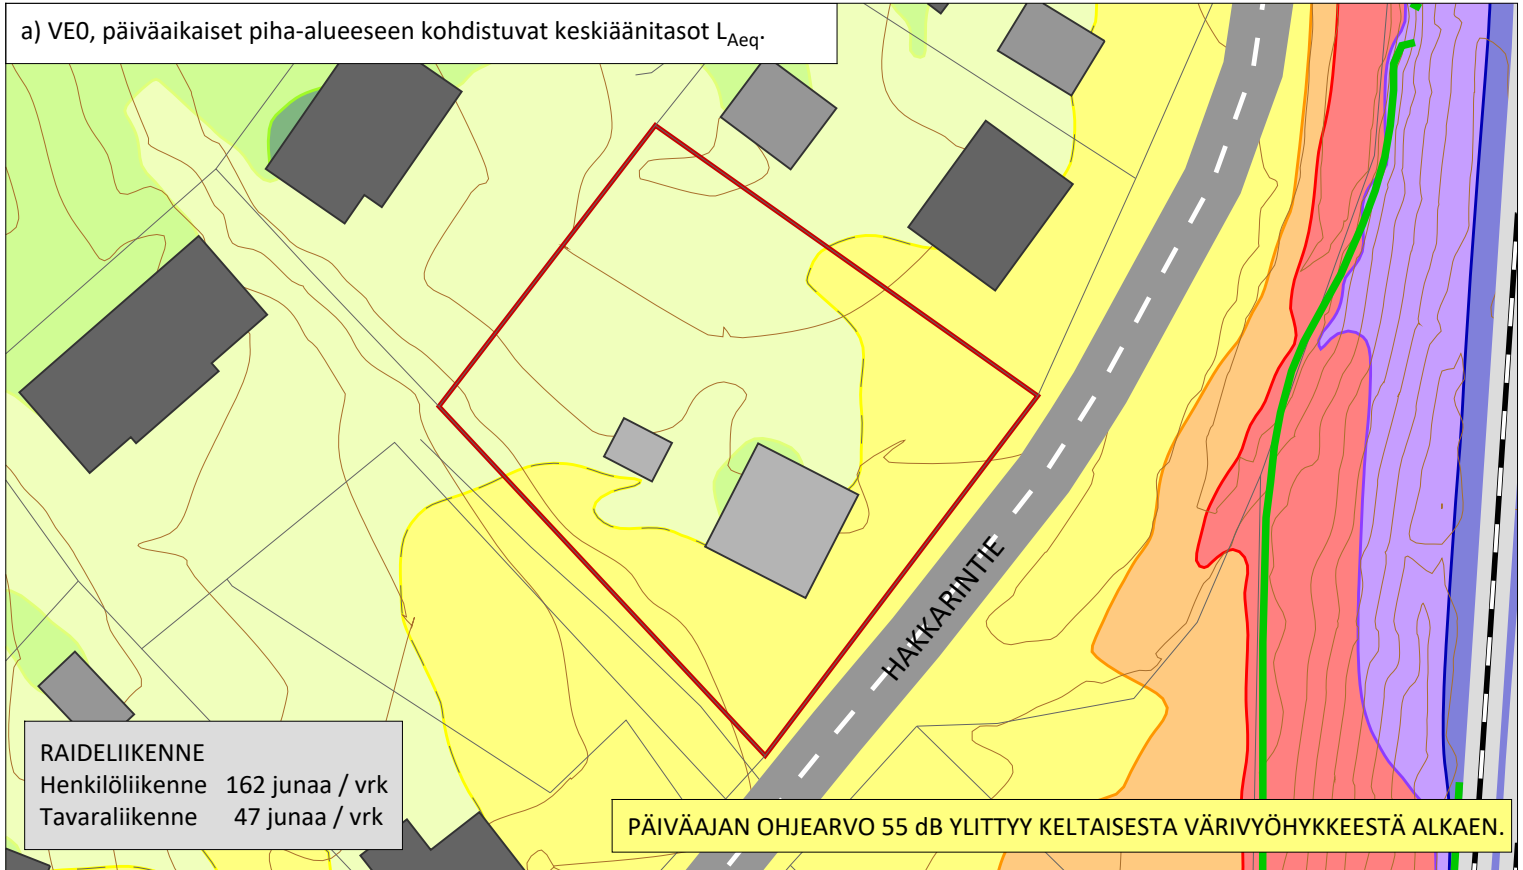 a) VE0, päiväaikaiset piha-alueeseen kohdistuvat keskiäänitasot LAeq.
HAKKARINTIE
RAIDELIIKENNE
Henkilöliikenne 162 junaa / vrk
Tavaraliikenne 47 junaa / vrk
PÄIVÄAJAN OHJEARVO 55 dB YLITTYY KELTAISESTA VÄRIVYÖHYKKEESTÄ ALKAEN.